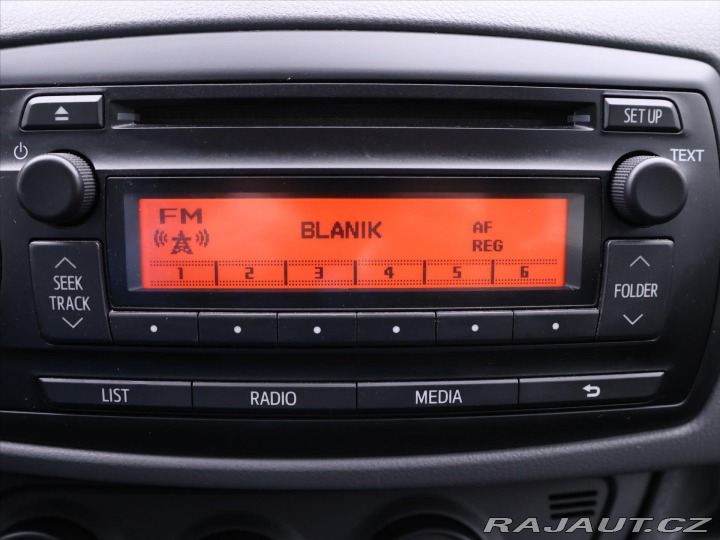 SET UP
TEXT
FM
BLANIK
AF
REG
1 2 3 4 5 6
SEEK
TRACK
FOLDER
LIST
RADIO
MEDIA
RAJAUT.CZ